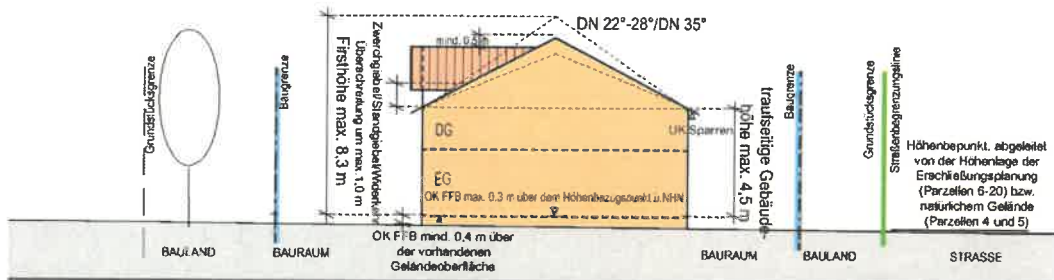 DN 22°-28°/DN 35°
mind. 0,5 m
Grundstücksgrenze
Baugrenze
Firsthöhe max. 8,3 m
Überschreitung um max. 1,0 m
Zwerchgiebel/Standgiebel/Widerkehr
DG
EG
UK Sparren
OK FFB max. 0.3 m über dem Höhenbezugspunkt ü.NHN
traufseitige Gebäude-
höhe max. 4,5 m
Baugrenze
Grundstücksgrenze
Straßenbegrenzungslinie
Höhenbepunkt. abgeleitet
von der Höhenlage der
Erschließungsplanung
(Parzellen 6-20) bzw.
natürlichem Gelände
(Parzellen 4 und 5)
BAULAND
BAURAUM
OK FFB mind. 0,4 m über
der vorhandenen
Geländeoberfläche
BAURAUM
BAULAND
STRASSE